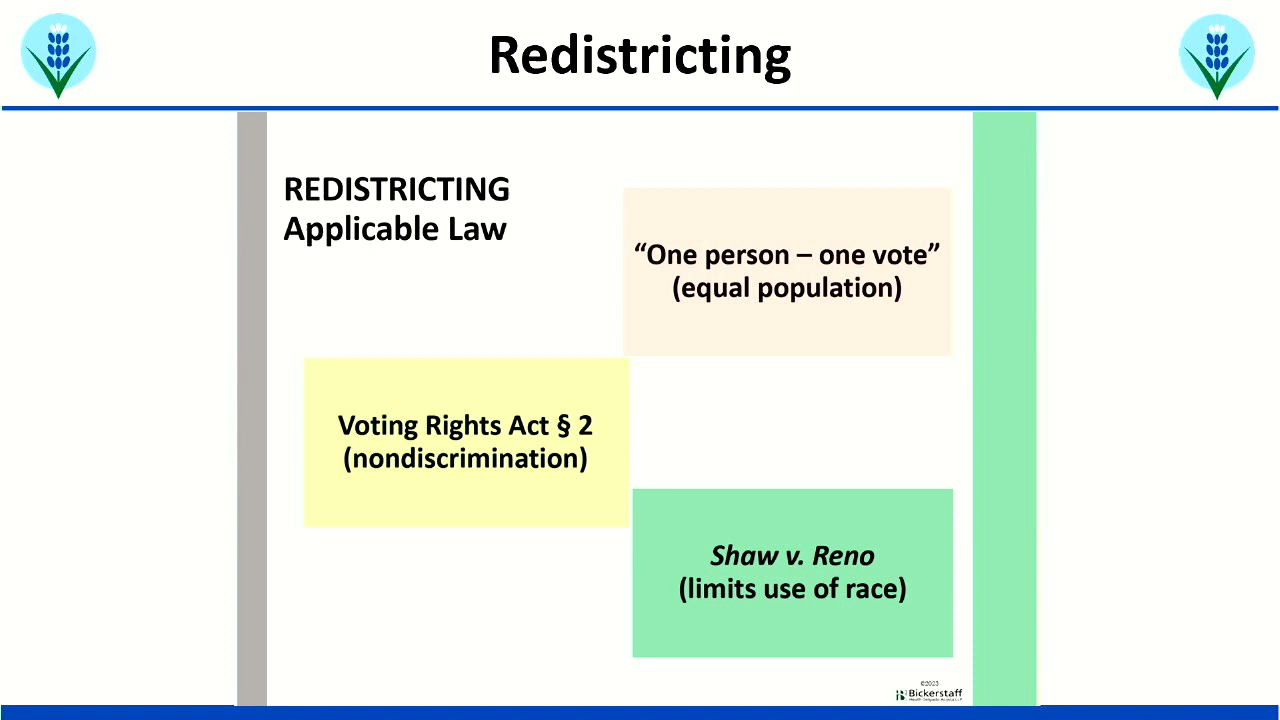 Redistricting
REDISTRICTING
Applicable Law
“One person – one vote”
(equal population)
Voting Rights Act § 2
(nondiscrimination)
Shaw v. Reno
(limits use of race)
©2023
Bickerstaff